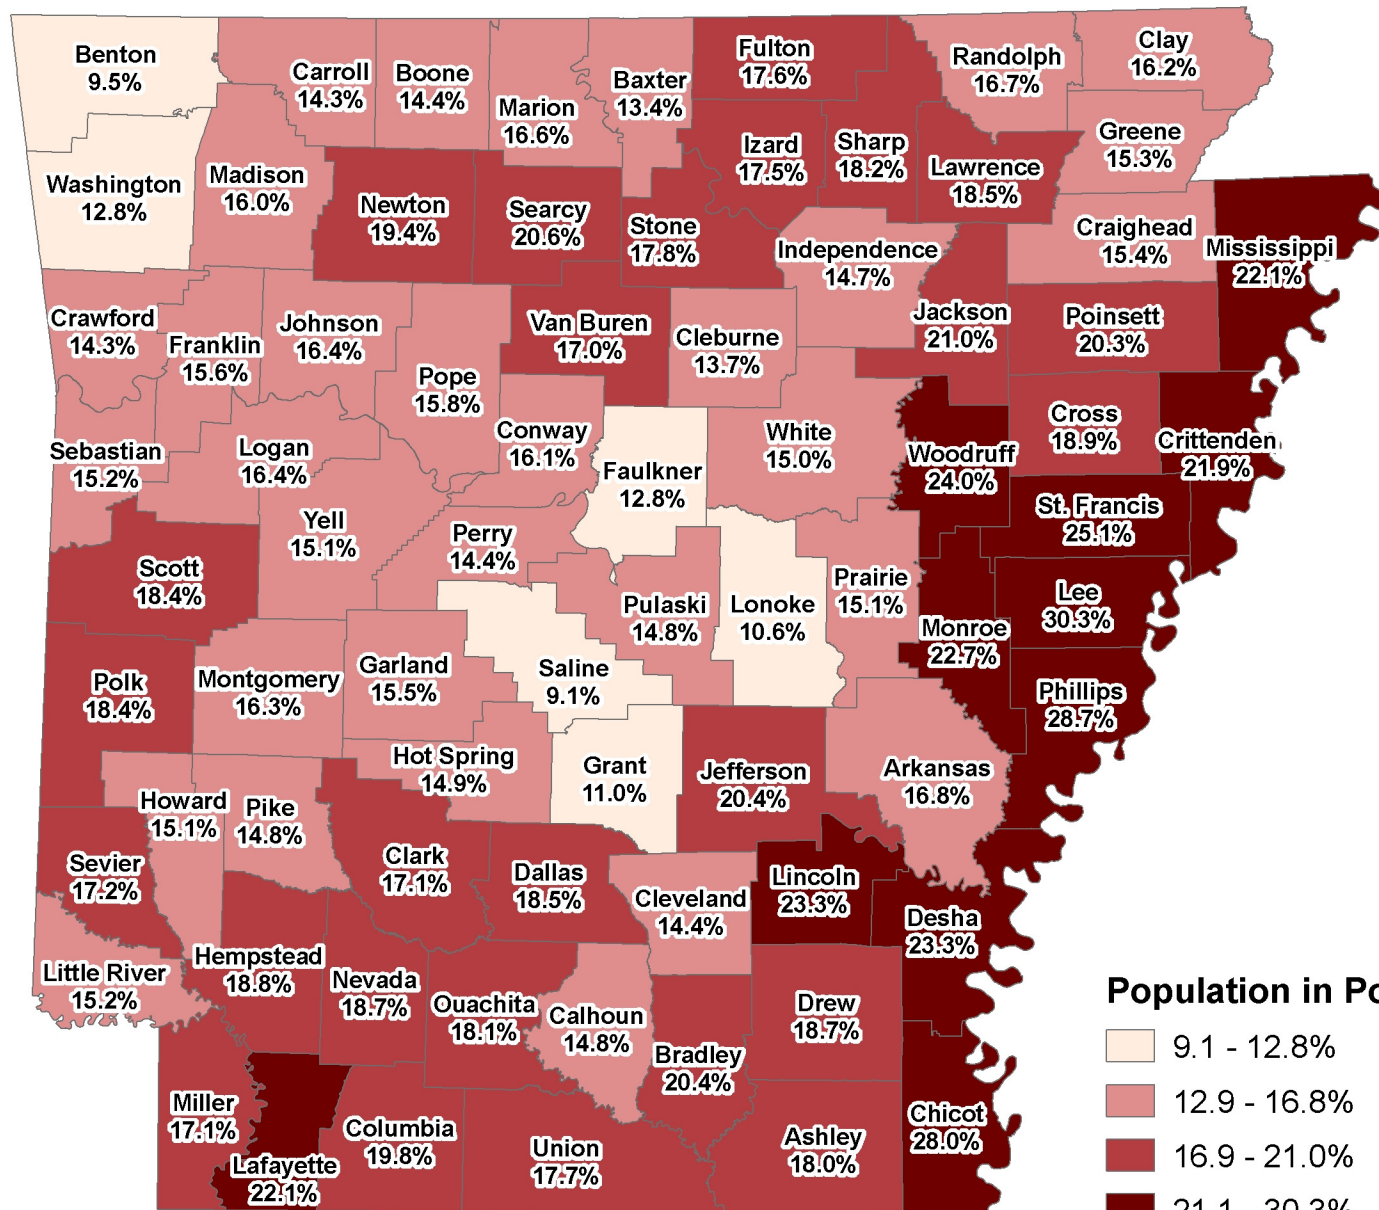 Benton
9.5%
Carroll
14.3%
Boone
14.4%
Marion
16.6%
Baxter
13.4%
Fulton
17.6%
Randolph
16.7%
Clay
16.2%
Washington
12.8%
Madison
16.0%
Newton
19.4%
Searcy
20.6%
Stone
17.8%
Izard
17.5%
Sharp
18.2%
Lawrence
18.5%
Greene
15.3%
Independence
14.7%
Craighead
15.4%
Mississippi
22.1%
Crawford
14.3%
Franklin
15.6%
Johnson
16.4%
Pope
15.8%
Van Buren
17.0%
Cleburne
13.7%
Jackson
21.0%
Poinsett
20.3%
Sebastian
15.2%
Logan
16.4%
Conway
16.1%
Faulkner
12.8%
White
15.0%
Woodruff
24.0%
Cross
18.9%
Crittenden
21.9%
St. Francis
25.1%
Scott
18.4%
Yell
15.1%
Perry
14.4%
Pulaski
14.8%
Lonoke
10.6%
Prairie
15.1%
Monroe
22.7%
Lee
30.3%
Phillips
28.7%
Polk
18.4%
Montgomery
16.3%
Garland
15.5%
Saline
9.1%
Hot Spring
14.9%
Grant
11.0%
Jefferson
20.4%
Arkansas
16.8%
Howard
15.1%
Pike
14.8%
Sevier
17.2%
Clark
17.1%
Dallas
18.5%
Cleveland
14.4%
Lincoln
23.3%
Desha
23.3%
Little River
15.2%
Hempstead
18.8%
Nevada
18.7%
Ouachita
18.1%
Calhoun
14.8%
Bradley
20.4%
Drew
18.7%
Miller
17.1%
Lafayette
22.1%
Columbia
19.8%
Union
17.7%
Ashley
18.0%
Chicot
28.0%
Population in Po
9.1 - 12.8%
12.9 - 16.8%
16.9 - 21.0%
21.1 - 30.3%